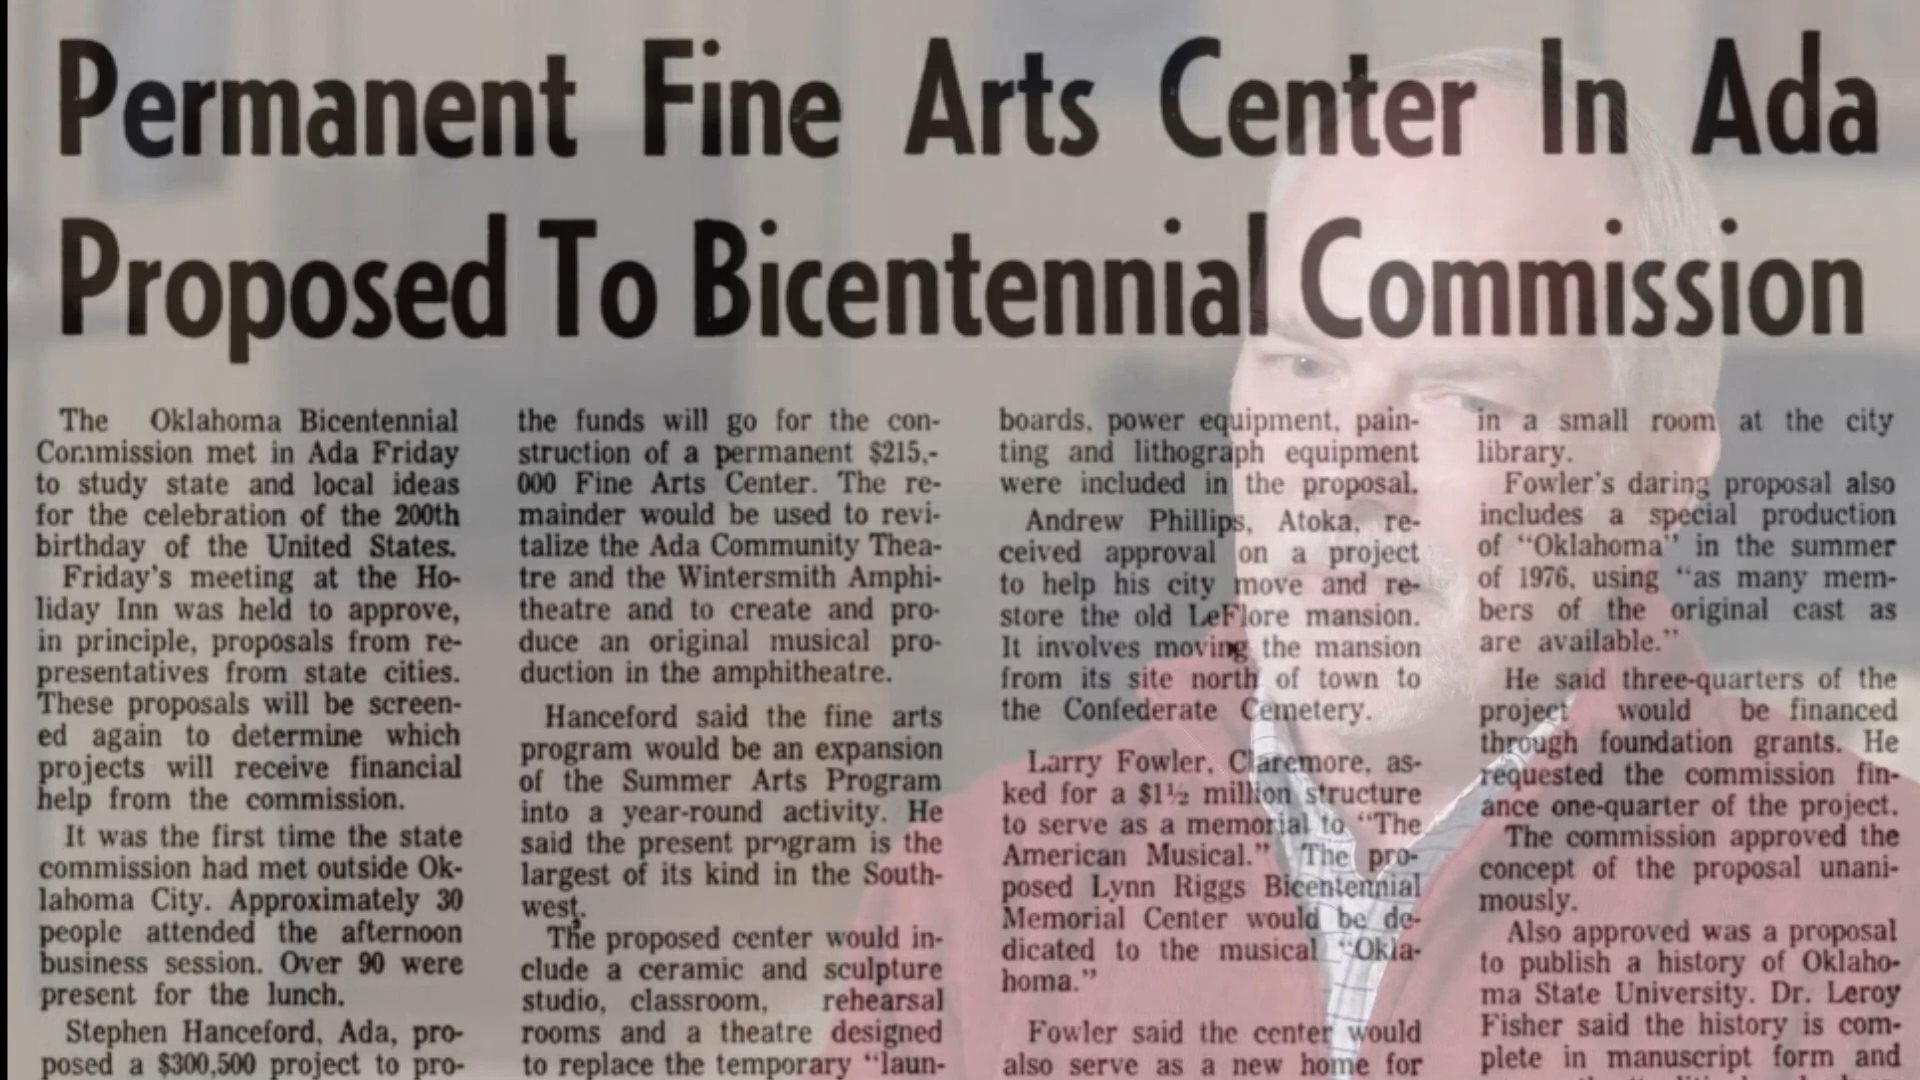 Permanent Fine Arts Center In Ada
Proposed To Bicentennial Commission
The Oklahoma Bicentennial
Commission met in Ada Friday
to study state and local ideas
for the celebration of the 200th
birthday of the United States.
Friday's meeting at the Ho-
liday Inn was held to approve,
in principle, proposals from re-
presentatives from state cities.
These proposals will be screen-
ed again to determine which
projects will receive financial
help from the commission.
It was the first time the state
commission had met outside Ok-
lahoma City. Approximately 30
people attended the afternoon
business session. Over 90 were
present for the lunch.
Stephen Hanceford, Ada, pro-
posed a $300,500 project to pro-
the funds will go for the con-
struction of a permanent $215,-
000 Fine Arts Center. The re-
mainder would be used to revi-
talize the Ada Community Thea-
tre and the Wintersmith Amphi-
theatre and to create and pro-
duce an original musical pro-
duction in the amphitheatre.
Hanceford said the fine arts
program would be an expansion
of the Summer Arts Program
into a year-round activity. He
said the present program is the
largest of its kind in the South-
west.
The proposed center would in-
clude a ceramic and sculpture
studio, classroom, rehearsal
rooms and a theatre designed
to replace the temporary "laun-
boards, power equipment, pain-
ting and lithograph equipment
were included in the proposal.
Andrew Phillips, Atoka, re-
ceived approval on a project
to help his city move and re-
store the old LeFlore mansion.
It involves moving the mansion
from its site north of town to
the Confederate Cemetery.
Larry Fowler, Claremore, as-
ked for a $1½ million structure
to serve as a memorial to "The
American Musical." The pro-
posed Lynn Riggs Bicentennial
Memorial Center would be de-
dicated to the musical "Okla-
homa."
Fowler said the center would
also serve as a new home for
in a small room at the city
library.
Fowler's daring proposal also
includes a special production
of "Oklahoma" in the summer
of 1976, using "as many mem-
bers of the original cast as
are available."
He said three-quarters of the
project would be financed
through foundation grants. He
requested the commission fin-
ance one-quarter of the project.
The commission approved the
concept of the proposal unani-
mously.
Also approved was a proposal
to publish a history of Oklaho-
ma State University. Dr. Leroy
Fisher said the history is com-
plete in manuscript form and